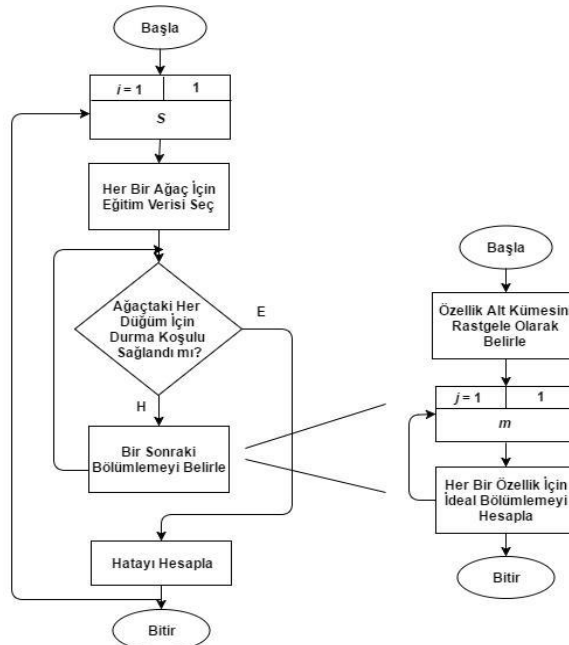 Başla
i = 1
1
S
Her Bir Ağaç İçin
Eğitim Verisi Seç
Ağaçtaki Her
Düğüm İçin
Durma Koşulu
Sağlandı mı?
E
H
Bir Sonraki
Bölümlemeyi Belirle
Hatayı Hesapla
Bitir
Başla
Özellik Alt Kümesin
Rastgele Olarak
Belirle
j = 1
1
m
Her Bir Özellik İçin
İdeal Bölümlemeyi
Hesapla
Bitir